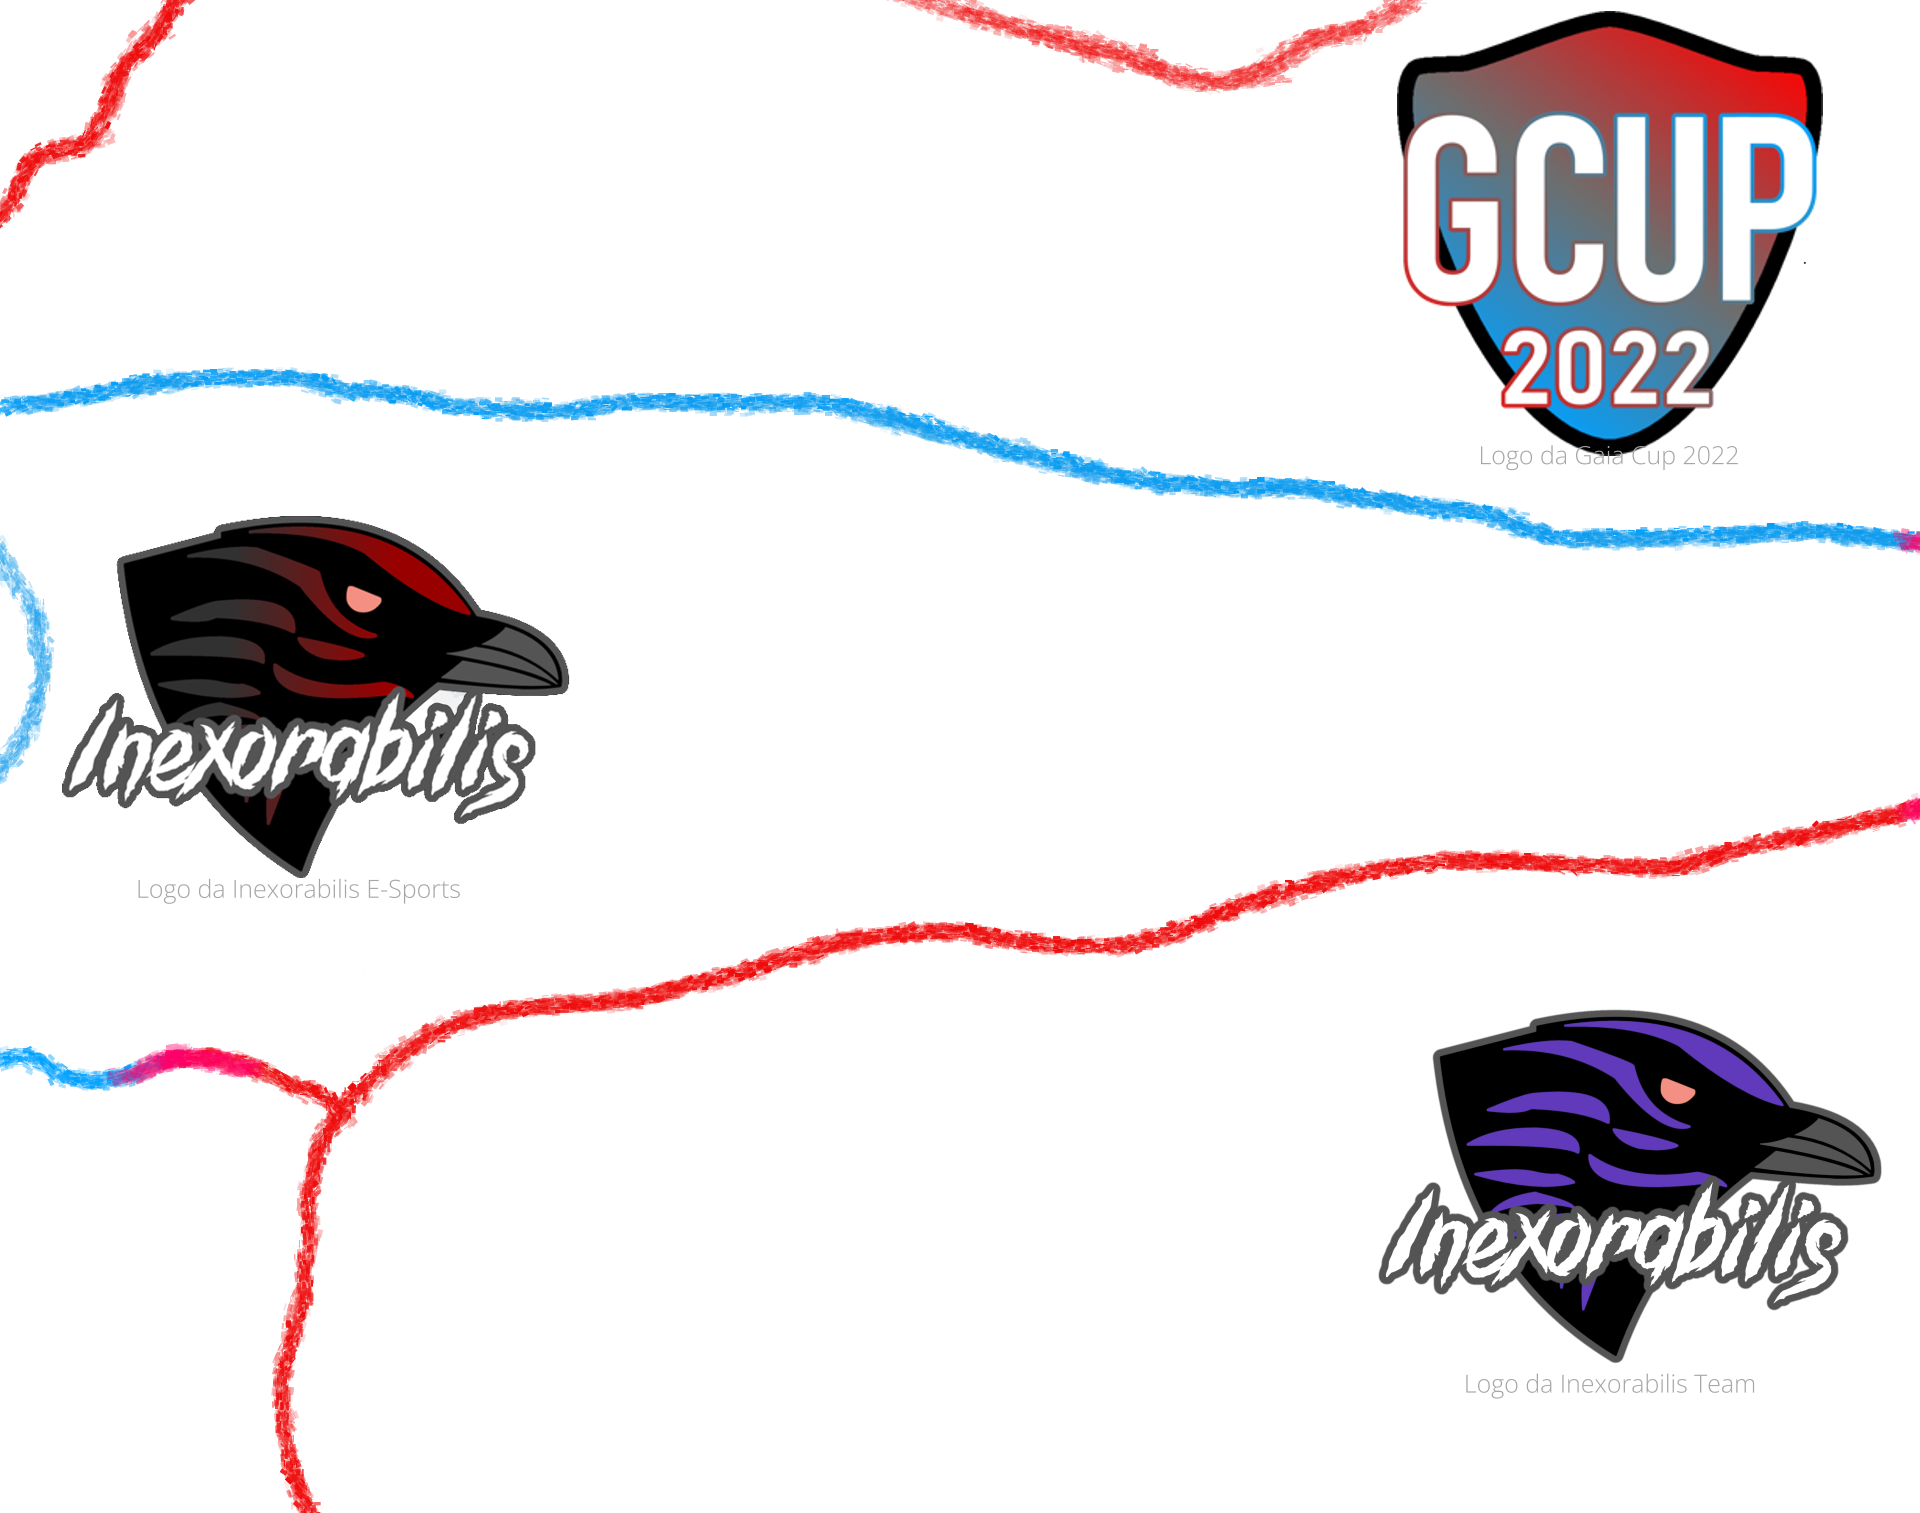 GCUP
2022
Logo da Gaia Cup 2022
Inexorabilis
Logo da Inexorabilis E-Sports
Inexorabilis
Logo da Inexorabilis Team